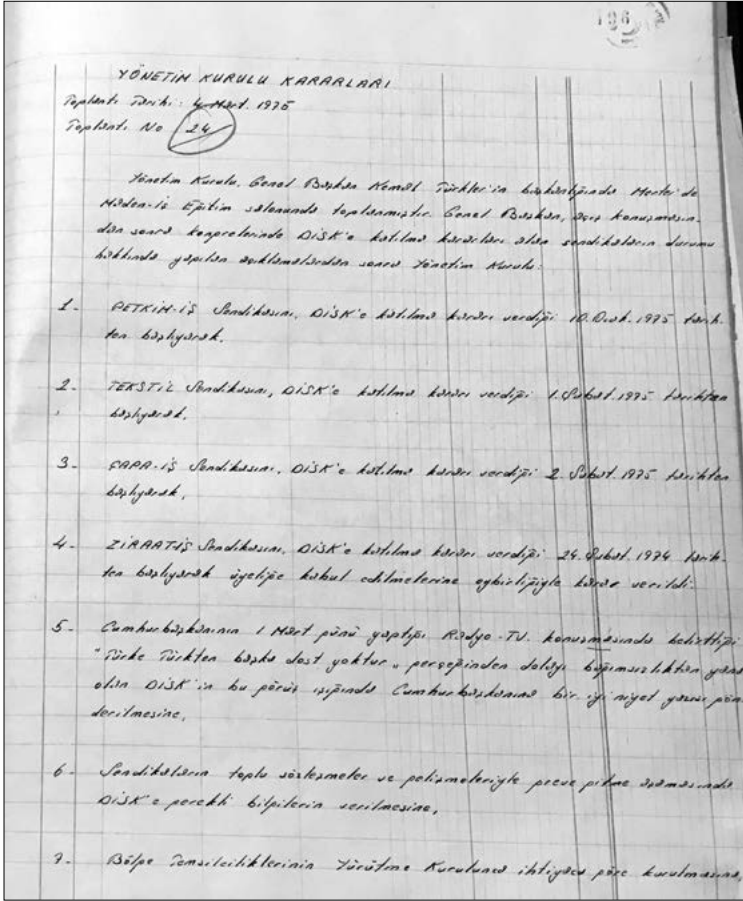 196
YÖNETİM KURULU KARARLARI
Toplantı Tarihi: 4 Mart. 1975
Toplantı No 24
Yönetim Kurulu, Genel Başkan Kemal Türkler'in başkanlığında Merter'de
Maden-İş Eğitim salonunda toplanmıştır. Genel Başkan, açış konuşmasın-
dan sonra kongrelerinde DİSK'e katılma kararları alan sendikaların durumu
hakkında yapılan açıklamalardan sonra Yönetim Kurulu:
1- PETKİM-İŞ Sendikasını, DİSK'e katılma kararı verdiği 10. Ocak. 1975 tarih-
ten başlıyarak,
2- TEKSTİL Sendikasını, DİSK'e katılma kararı verdiği 1. Şubat. 1975 tarihten
başlıyarak,
3- ÇAPA-İŞ Sendikasını, DİSK'e katılma kararı verdiği 2. Şubat. 1975 tarihten
başlıyarak,
4- ZİRAAT-İŞ Sendikasını, DİSK'e katılma kararı verdiği 24. Şubat. 1974 tarih-
ten başlıyarak üyeliğe kabul edilmelerine oybirliğiyle karar verildi.
5- Cumhurbaşkanının 1 Mart günü yaptığı Radyo-TV. konuşmasında belirttiği
"Türke Türkten başka dost yoktur" gerçeğinden dolayı bağımsızlıktan yana
olan DİSK'in bu görüş ışığında Cumhurbaşkanına bir iyi niyet yazısı gön-
derilmesine,
6- Sendikaların toplu sözleşmeler ve gelişmeleriyle greve gitme aşamasında
DİSK'e gerekli bilgilerin verilmesine,
7- Bölge Temsilciliklerinin Yürütme Kurulunca ihtiyaca göre kurulmasına,